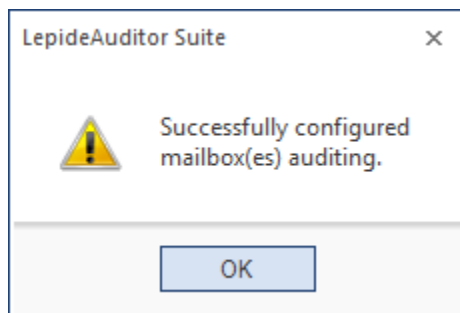 LepideAuditor Suite
Successfully configured
mailbox(es) auditing.
OK